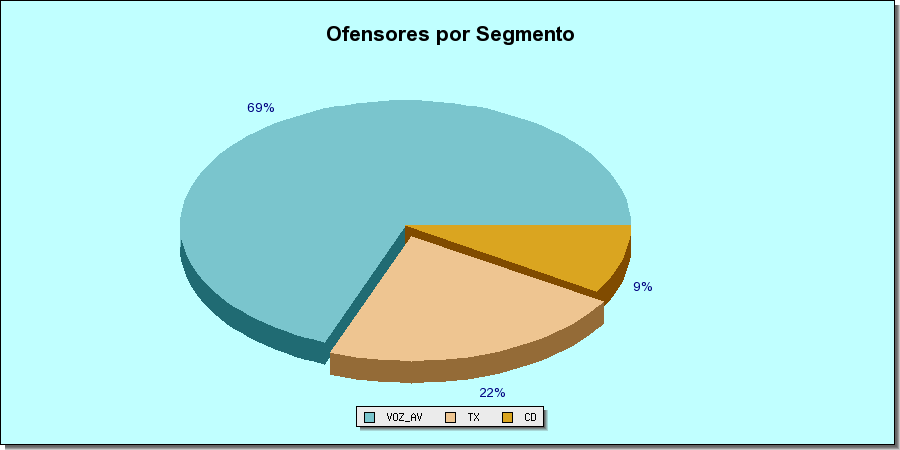 Ofensores por Segmento
69%
9%
22%
VOZ_AV TX CD